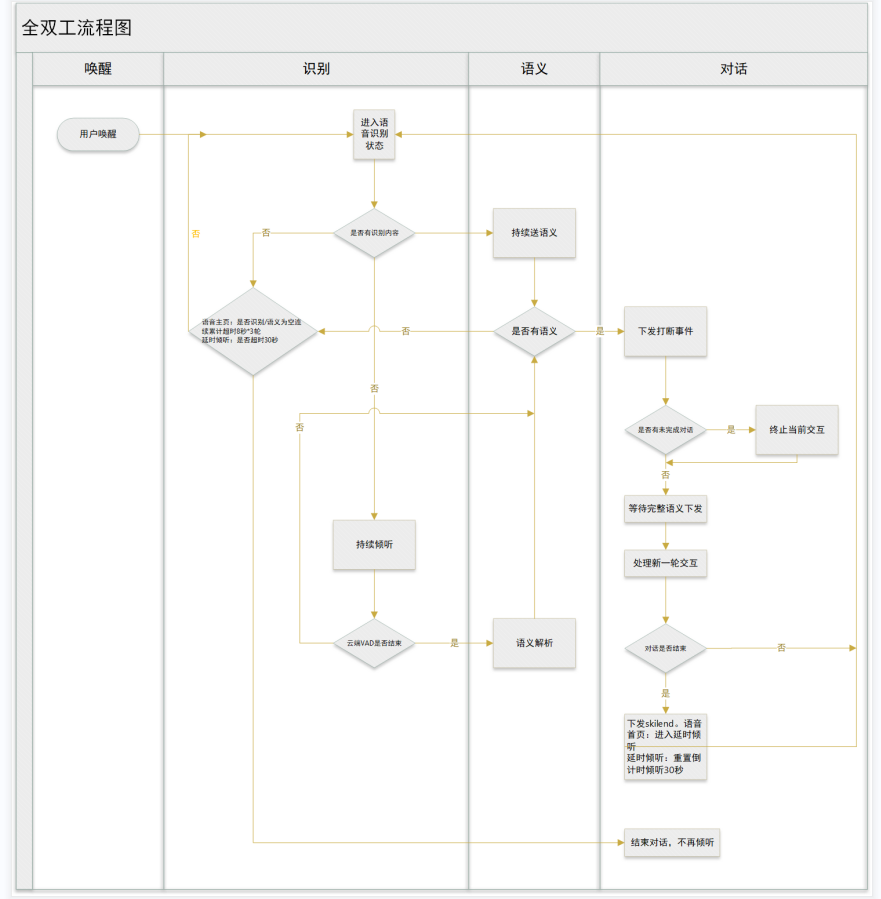 全双工流程图
唤醒
识别
语义
对话
用户唤醒
进入语
音识别
状态
是否有识别内容
否
否
持续送语义
语音主页：是否识别/语义为空连
续累计超时8秒*3轮
延时倾听：是否超时30秒
否
是否有语义
是
下发打断事件
否
否
是否有未完成对话
是
终止当前交互
否
等待完整语义下发
持续倾听
处理新一轮交互
云端VAD是否结束
是
语义解析
对话是否结束
否
是
下发skilend。语音
首页：进入延时倾
听
延时倾听：重置倒
计时倾听30秒
结束对话，不再倾听